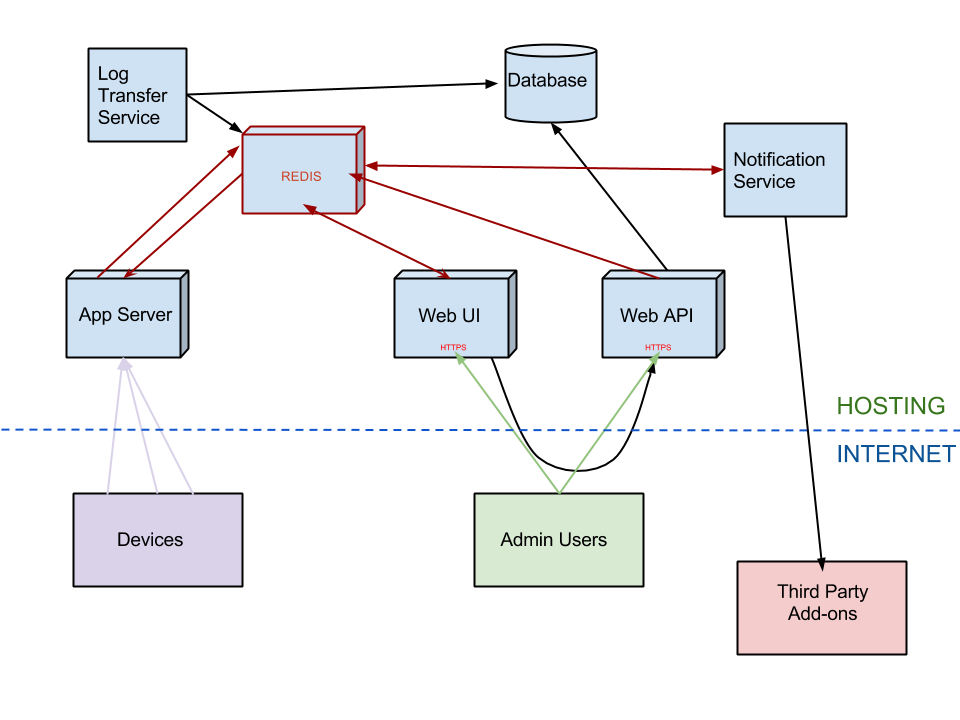 Log
Transfer
Service
Database
REDIS
Notification
Service
App Server
Web UI
HTTPS
Web API
HTTPS
HOSTING
INTERNET
Devices
Admin Users
Third Party
Add-ons